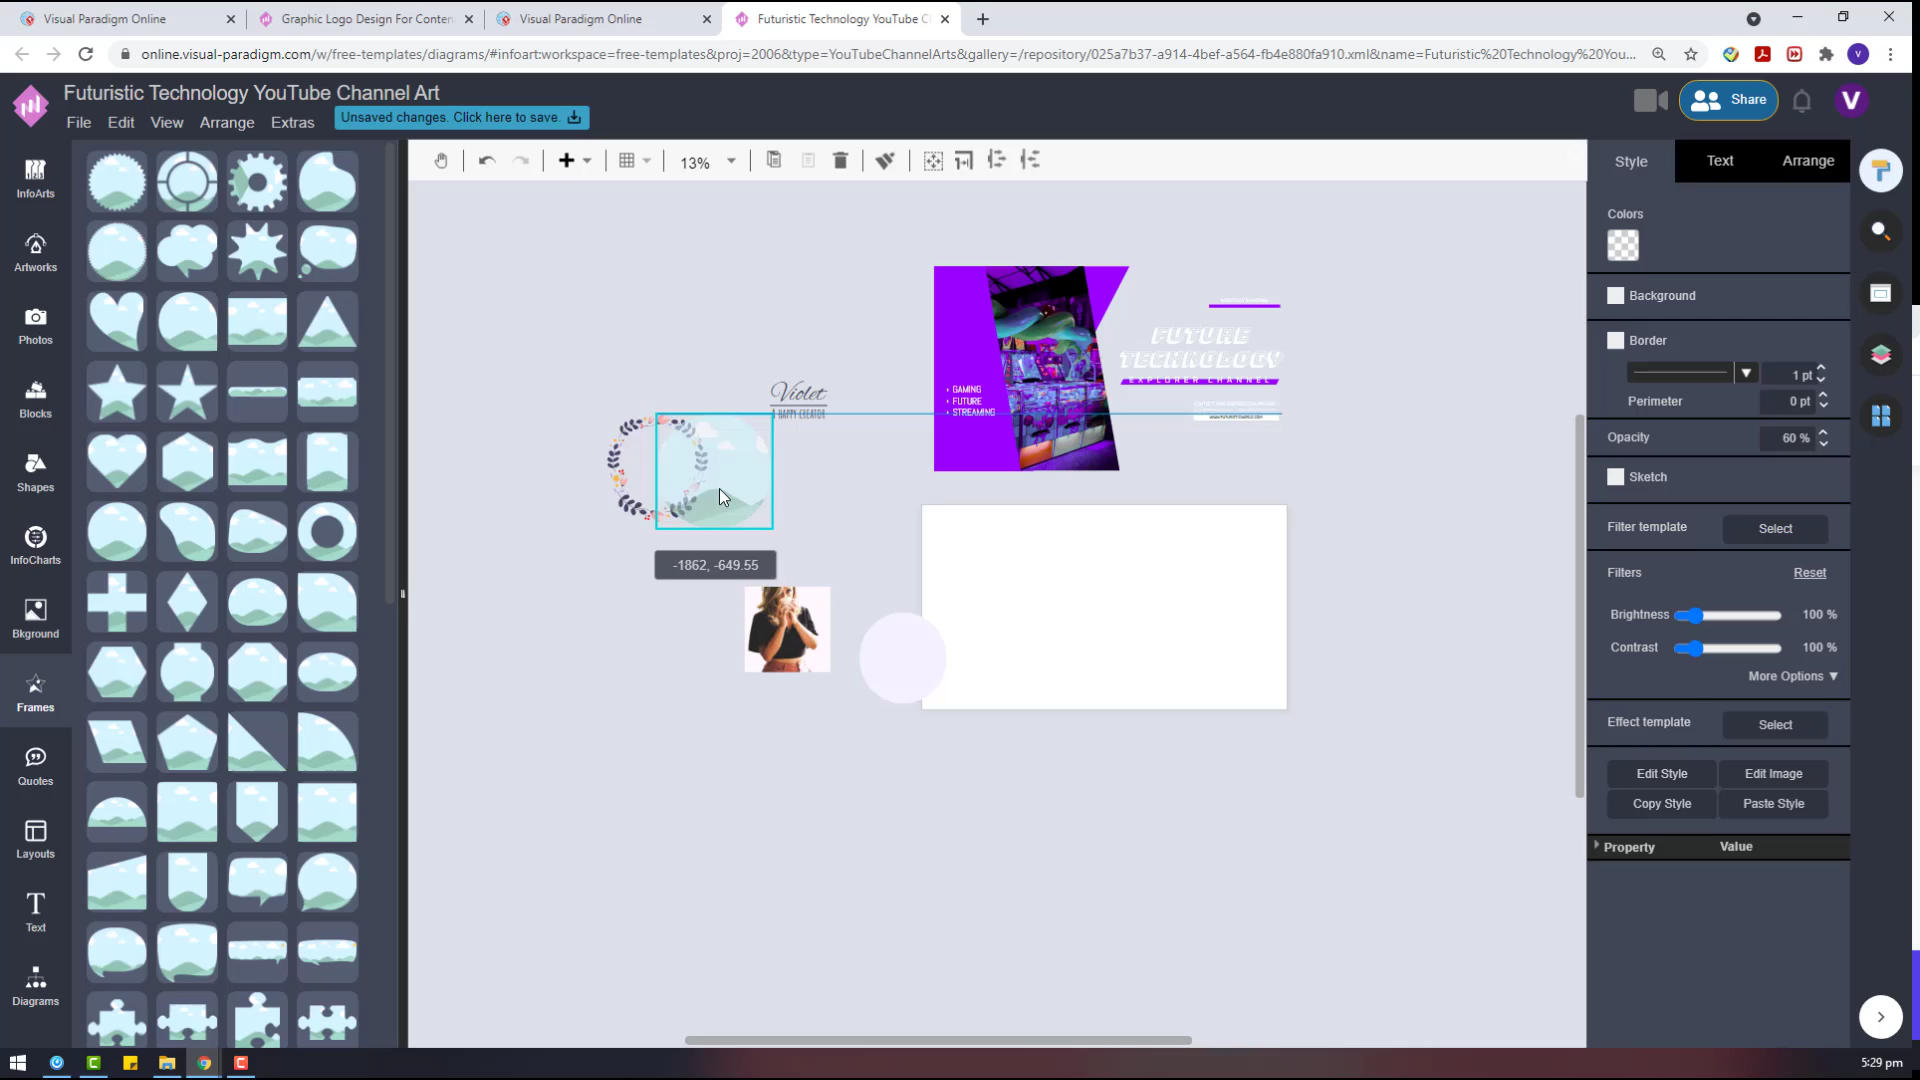 Visual Paradigm Online
Graphic Logo Design For Conten
Visual Paradigm Online
Futuristic Technology YouTube C
online.visual-paradigm.com/w/free-templates/diagrams/#infoart:workspace=free-templates&proj=2006&type=YouTubeChannelArts&gallery=/repository/025a7b37-a914-4bef-a564-fb4e880fa910.xml&name=Futuristic%20Technology%20You...
V
Futuristic Technology YouTube Channel Art
File Edit View Arrange Extras
Unsaved changes. Click here to save.
Share
V
13%
Style Text Arrange
InfoArts
Artworks
Photos
Blocks
Shapes
InfoCharts
Bkground
Frames
Quotes
Layouts
Text
Diagrams
Violet
A HAPPY CREATOR
GAMING
FUTURE
STREAMING
FUTURE
TECHNOLOGY
EXPLORER CHANNEL
-1862, -649.55
Colors
Background
Border
1 pt
Perimeter 0 pt
Opacity 60 %
Sketch
Filter template Select
Filters Reset
Brightness 100 %
Contrast 100 %
More Options ▼
Effect template Select
Edit Style Edit Image
Copy Style Paste Style
Property Value
5:29 pm